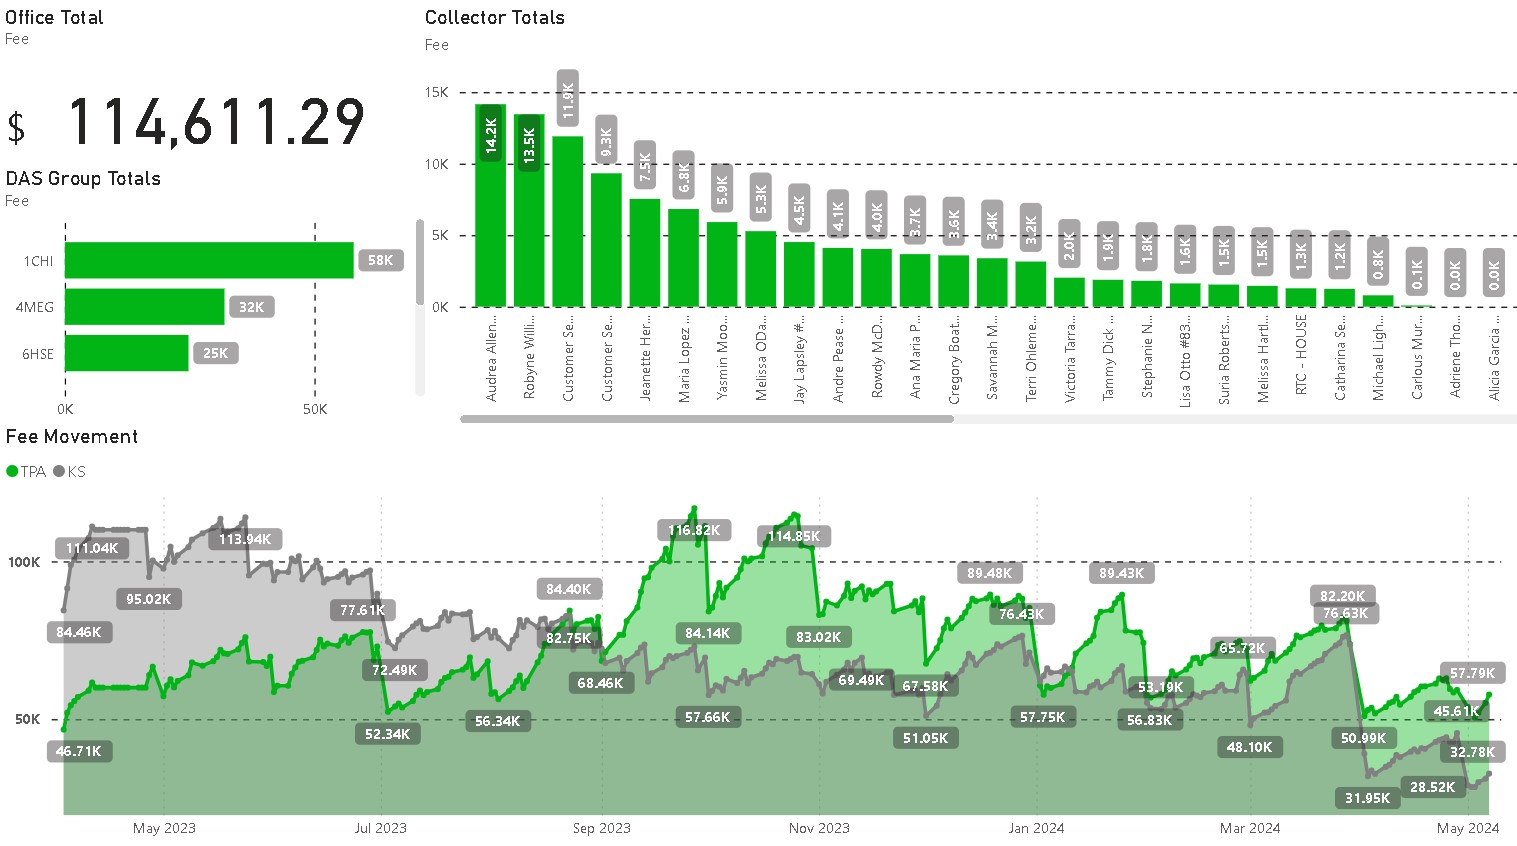 Office Total
Fee
$ 114,611.29
DAS Group Totals
Fee
1CHI 58K
4MEG 32K
6HSE 25K
0K 50K
Collector Totals
Fee
15K
10K
5K
0K
14.2K 13.5K 11.9K 9.3K 7.5K 6.8K 5.9K 5.3K 4.5K 4.1K 4.0K 3.7K 3.6K 3.4K 3.2K 2.0K 1.9K 1.8K 1.6K 1.5K 1.5K 1.3K 1.2K 0.8K 0.1K 0.0K 0.0K
Audrea Allen...
Robyne Willi...
Customer Se...
Customer Se...
Jeanette Her...
Maria Lopez ...
Yasmin Moo...
Melissa ODa...
Jay Lapsley #...
Andre Pease ...
Rowdy McD...
Ana Maria P...
Gregory Boat...
Savannah M...
Terri Ohleme...
Victoria Tarra...
Tammy Dick ...
Stephanie N...
Lisa Otto #83...
Suria Roberts...
Melissa Hartl...
RTC - HOUSE
Catharina Se...
Michael Ligh...
Carlous Mur...
Adriene Tho...
Alicia Garcia ...
Fee Movement
TPA KS
100K
50K
111.04K
95.02K
84.46K
46.71K
113.94K
77.61K
72.49K
52.34K
56.34K
84.40K
82.75K
68.46K
116.82K
84.14K
57.66K
114.85K
83.02K
69.49K
67.58K
51.05K
89.48K
76.43K
57.75K
89.43K
53.19K
56.83K
65.72K
48.10K
82.20K
76.63K
50.99K
31.95K
57.79K
45.61K
32.78K
28.52K
May 2023 Jul 2023 Sep 2023 Nov 2023 Jan 2024 Mar 2024 May 2024